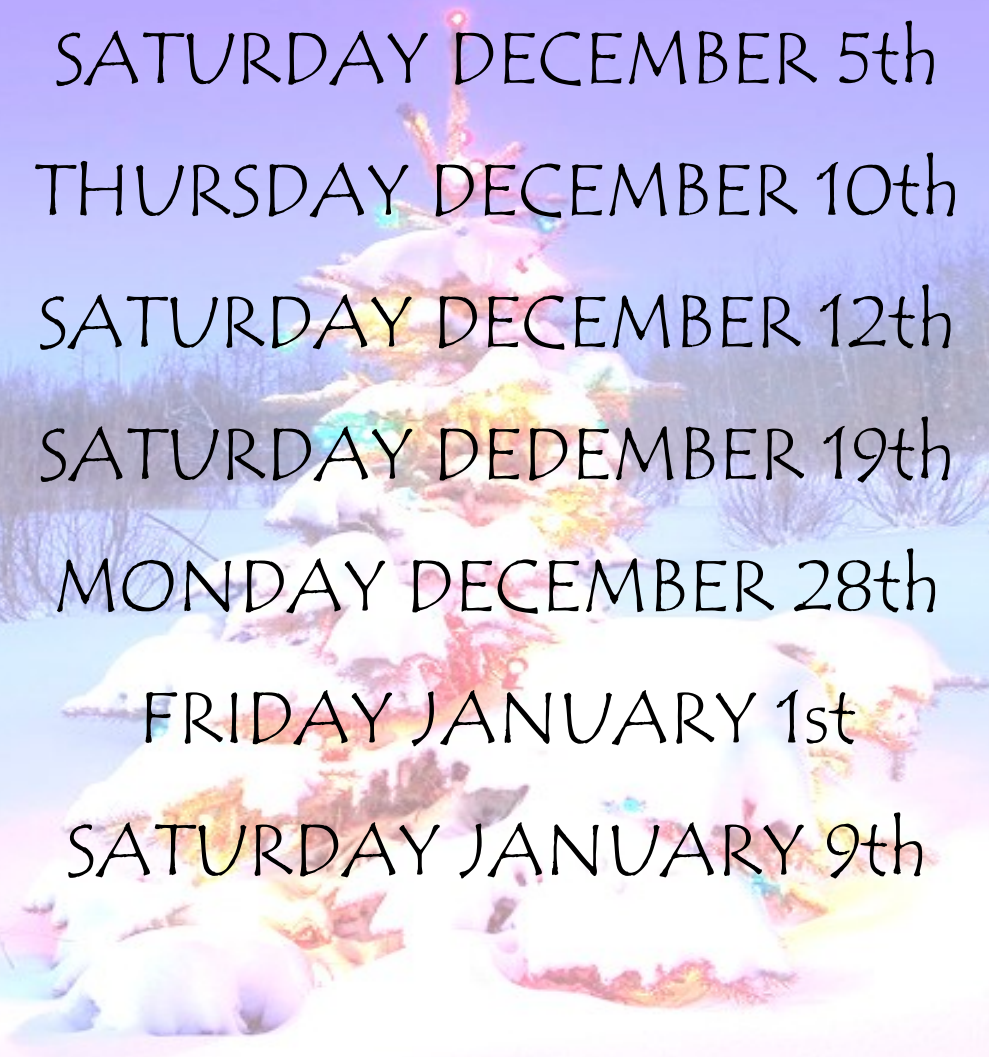 SATURDAY DECEMBER 5th
THURSDAY DECEMBER 10th
SATURDAY DECEMBER 12th
SATURDAY DEDEMBER 19th
MONDAY DECEMBER 28th
FRIDAY JANUARY 1st
SATURDAY JANUARY 9th